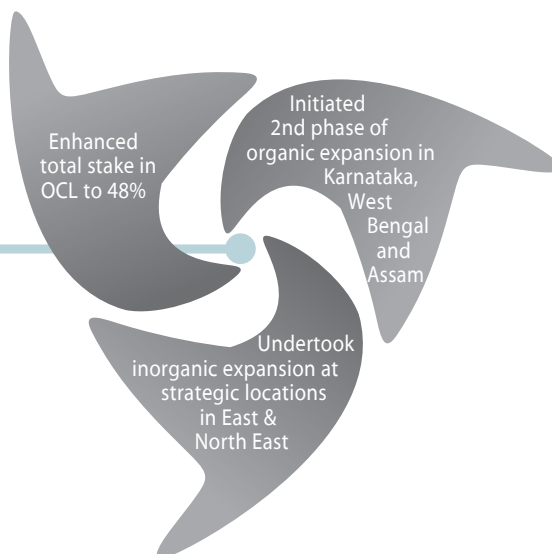 Enhanced
total stake in
OCL to 48%
Initiated
2nd phase of
organic expansion in
Karnataka,
West
Bengal
and
Assam
Undertook
inorganic expansion at
strategic locations
in East &
North East